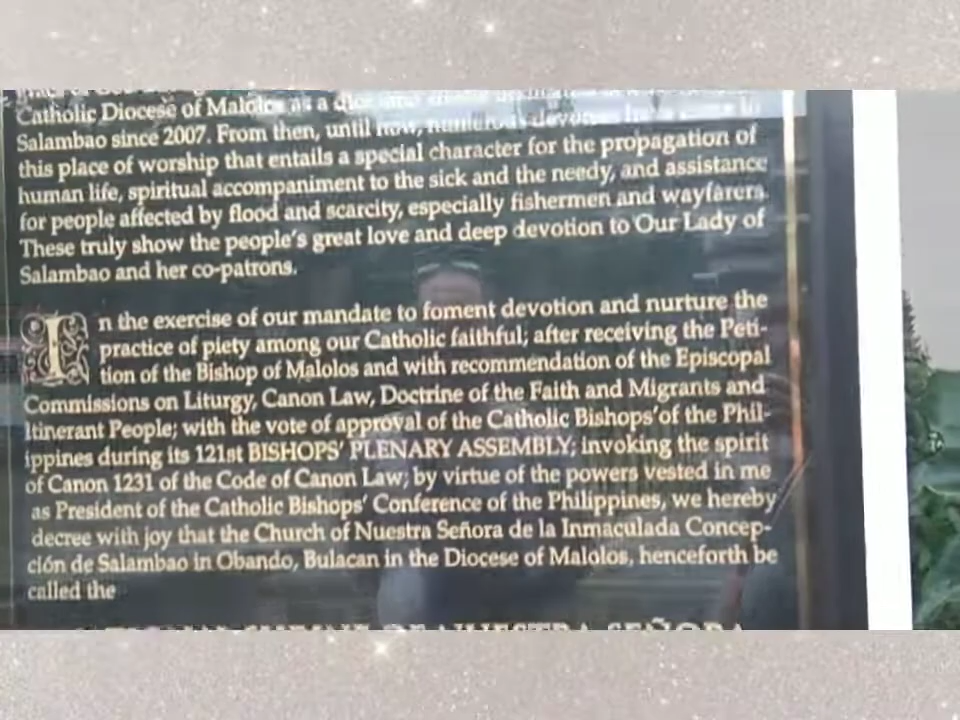 Catholic Diocese of Malolos as a
Salambao since 2007. From then, until now,
this place of worship that entails a special character for the propagation of
human life, spiritual accompaniment to the sick and the needy, and assistance
for people affected by flood and scarcity, especially fishermen and wayfarers.
These truly show the people's great love and deep devotion to Our Lady of
Salambao and her co-patrons.
In the exercise of our mandate to foment devotion and nurture the
practice of piety among our Catholic faithful; after receiving the Peti-
tion of the Bishop of Malolos and with recommendation of the Episcopal
Commissions on Liturgy, Canon Law, Doctrine of the Faith and Migrants and
Itinerant People; with the vote of approval of the Catholic Bishops'of the Phil-
ippines during its 121st BISHOPS' PLENARY ASSEMBLY; invoking the spirit
of Canon 1231 of the Code of Canon Law; by virtue of the powers vested in me
as President of the Catholic Bishops' Conference of the Philippines, we hereby
decree with joy that the Church of Nuestra Señora de la Inmaculada Concep-
ción de Salambao in Obando, Bulacan in the Diocese of Malolos, henceforth be
called the
OF NUESTRA SEÑORA